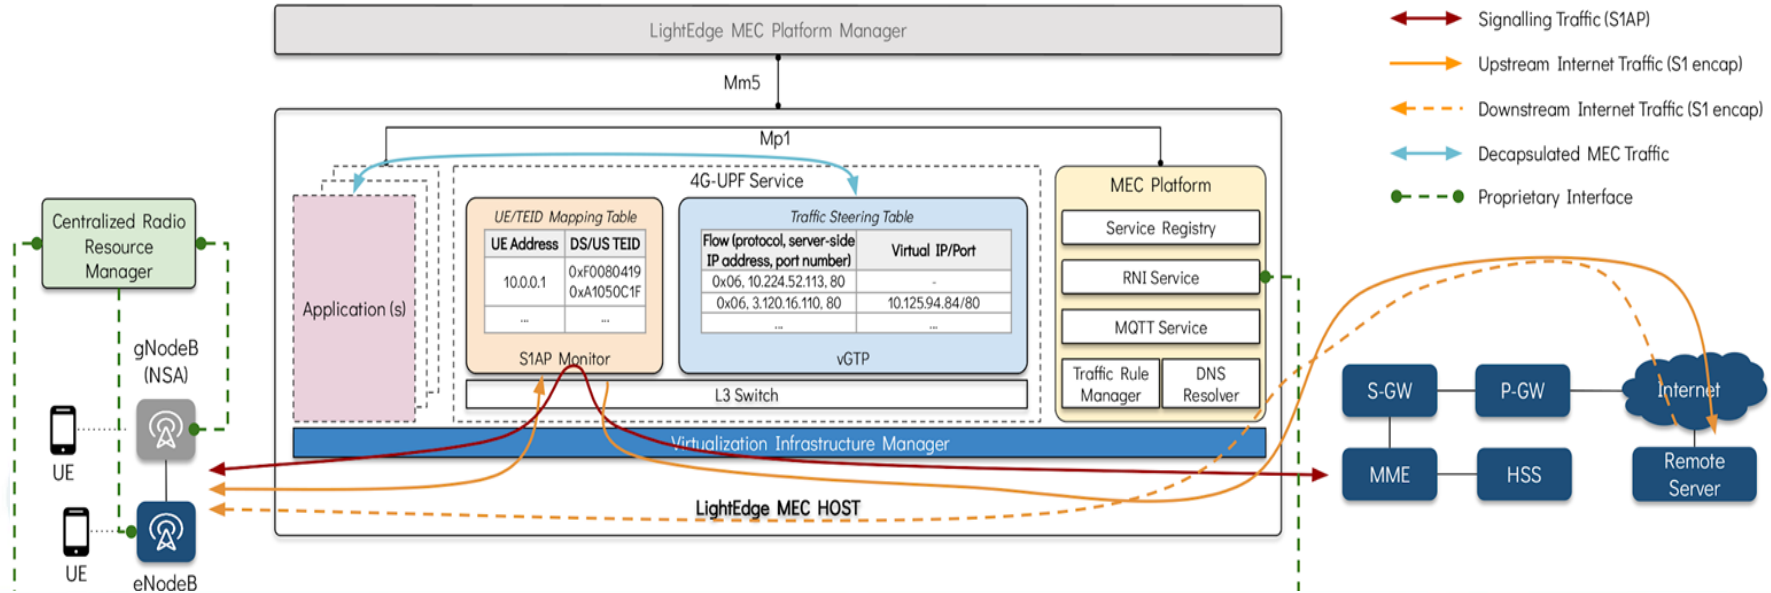 LightEdge MEC Platform Manager
Signalling Traffic (S1AP)
Upstream Internet Traffic (S1 encap)
Downstream Internet Traffic (S1 encap)
Decapsulated MEC Traffic
Proprietary Interface
Mm5
Mp1
4G-UPF Service
Application (s)
UE/TEID Mapping Table
UE Address DS/US TEID
10.0.0.1
0xF0080419
0xA1050C1F
... ...
S1AP Monitor
Traffic Steering Table
Flow (protocol, server-side
IP address, port number)
Virtual IP/Port
0x06, 10.224.52.113, 80 -
0x06, 3.120.16.110, 80 10.125.94.84/80
... ...
vGTP
L3 Switch
MEC Platform
Service Registry
RNI Service
MQTT Service
Traffic Rule
Manager
DNS
Resolver
Virtualization Infrastructure Manager
LightEdge MEC HOST
Centralized Radio
Resource
Manager
gNodeB
(NSA)
UE
UE
eNodeB
S-GW
P-GW
Internet
MME
HSS
Remote
Server